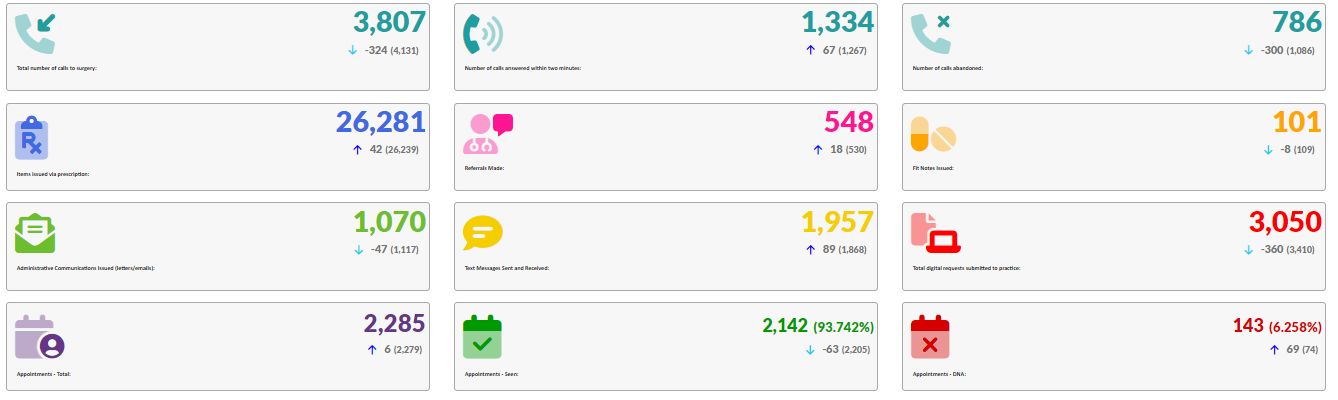 3,807
-324 (4,131)
Total number of calls to surgery:
1,334
67 (1,267)
Number of calls answered within two minutes:
786
-300 (1,086)
Number of calls abandoned:
26,281
42 (26,239)
Items issued via prescription:
548
18 (530)
Referrals Made:
101
-8 (109)
Fit Notes Issued:
1,070
-47 (1,117)
Administrative Communications Issued (letters/emails):
1,957
89 (1,868)
Text Messages Sent and Received:
3,050
-360 (3,410)
Total digital requests submitted to practice:
2,285
6 (2,279)
Appointments - Total:
2,142 (93.742%)
-63 (2,205)
Appointments - Seen:
143 (6.258%)
69 (74)
Appointments - DNA: